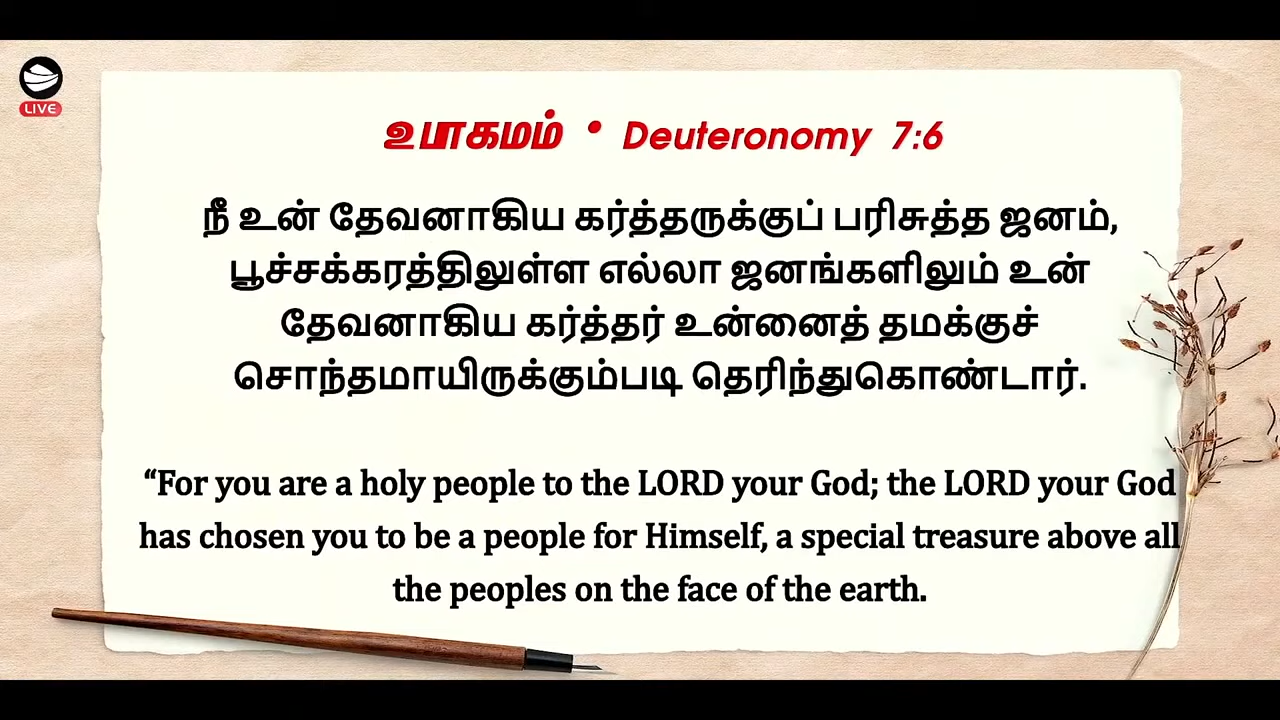 LIVE
உபாகமம் • Deuteronomy 7:6
நீ உன் தேவனாகிய கர்த்தருக்குப் பரிசுத்த ஜனம்,
பூச்சக்கரத்திலுள்ள எல்லா ஜனங்களிலும் உன்
தேவனாகிய கர்த்தர் உன்னைத் தமக்குச்
சொந்தமாயிருக்கும்படி தெரிந்துகொண்டார்.
“For you are a holy people to the LORD your God; the LORD your God
has chosen you to be a people for Himself, a special treasure above all
the peoples on the face of the earth.